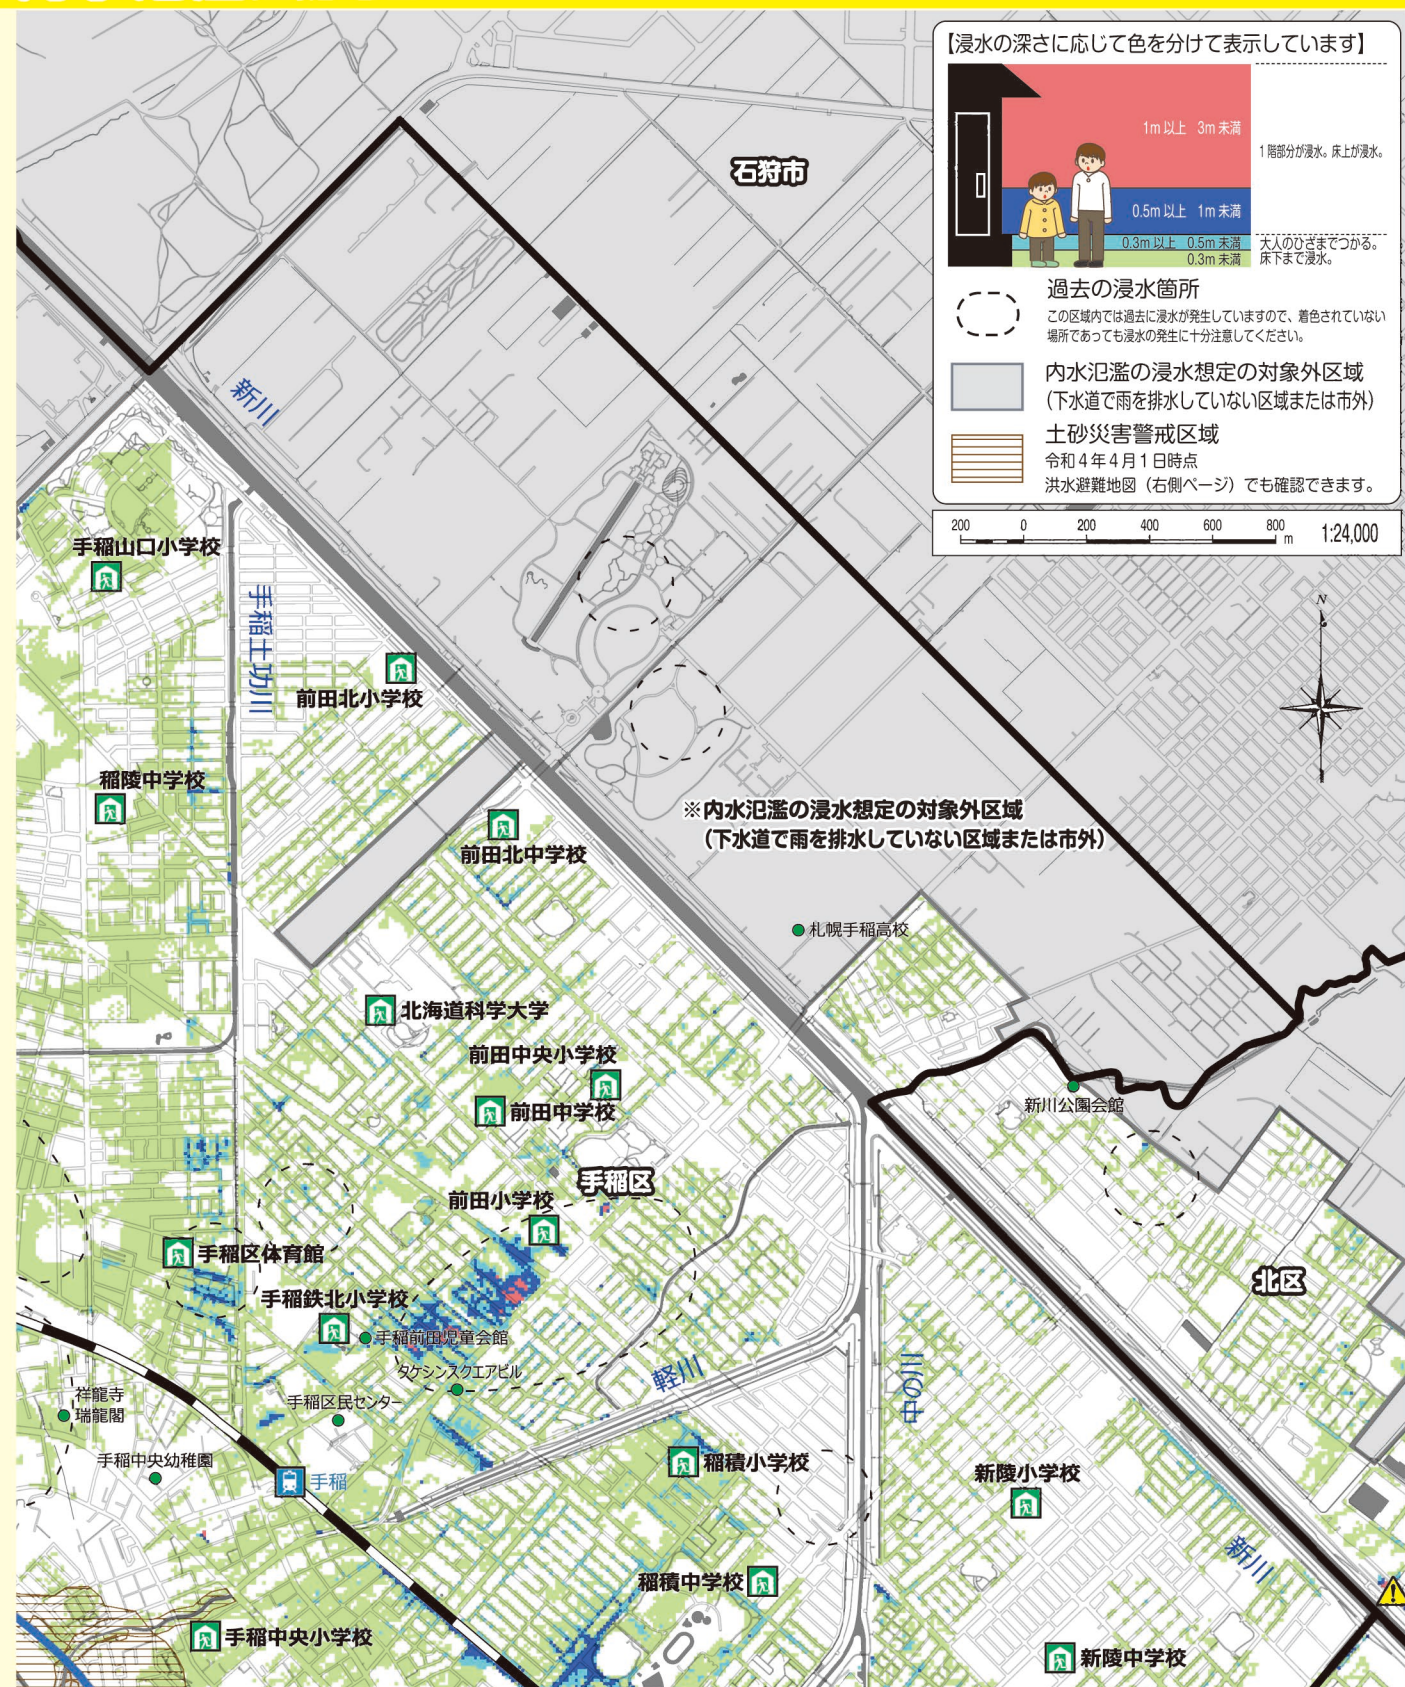 【浸水の深さに応じて色を分けて表示しています】
1m以上 3m未満
1階部分が浸水。床上が浸水。
0.5m以上 1m未満
0.3m以上 0.5m未満
0.3m未満
大人のひざまでつかる。
床下まで浸水。
過去の浸水箇所
この区域内では過去に浸水が発生していますので、着色されていない
場所であっても浸水の発生に十分注意してください。
内水氾濫の浸水想定の対象外区域
(下水道で雨を排水していない区域または市外)
土砂災害警戒区域
令和4年4月1日時点
洪水避難地図（右側ページ）でも確認できます。
200 0 200 400 600 800 m 1:24,000
N
石狩市
新川
手稲山口小学校
手稲土功川
前田北小学校
稲陵中学校
※内水氾濫の浸水想定の対象外区域
(下水道で雨を排水していない区域または市外)
前田北中学校
札幌手稲高校
北海道科学大学
前田中央小学校
前田中学校
新川公園会館
手稲区
前田小学校
手稲区体育館
北区
手稲鉄北小学校
手稲前田児童会館
タケシンスクエアビル
軽川
三の中
祥龍寺
瑞龍閣
手稲区民センター
手稲中央幼稚園
手稲
稲積小学校
新陵小学校
新川
稲積中学校
手稲中央小学校
新陵中学校